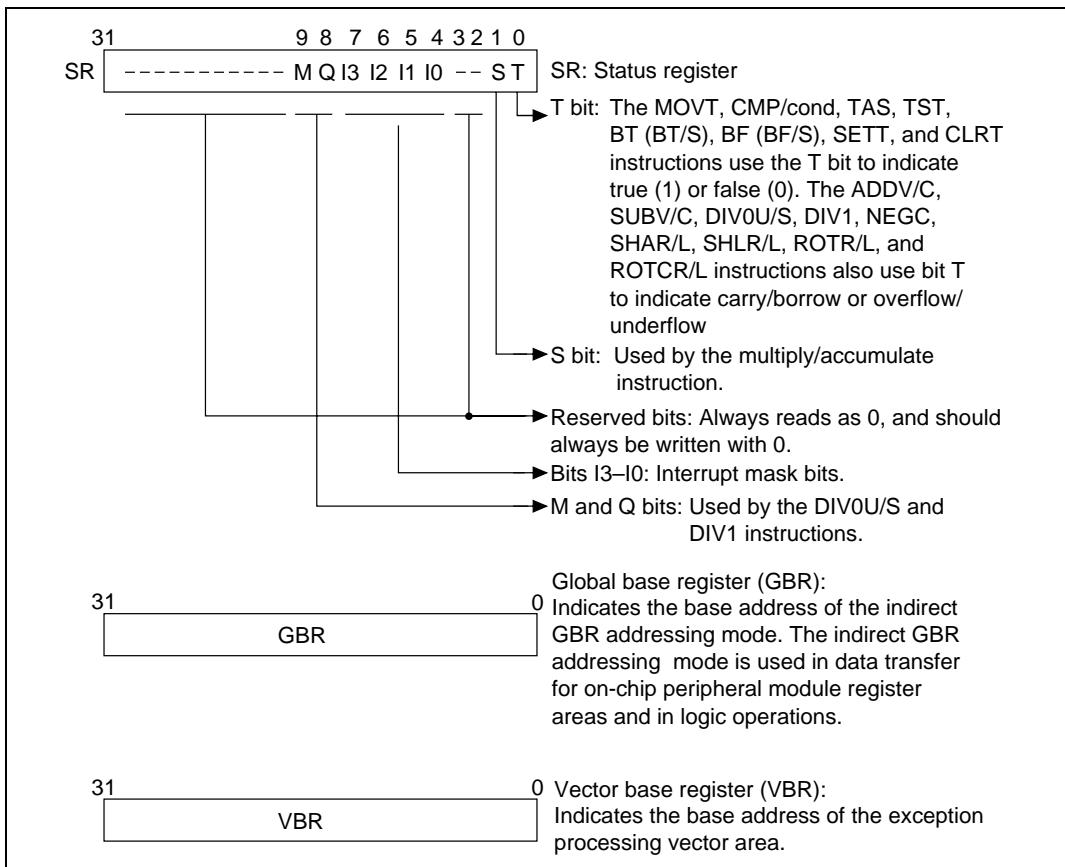 31 9 8 7 6 5 4 3 2 1 0
SR ----------- M Q I3 I2 I1 I0 -- S T SR: Status register
T bit: The MOVT, CMP/cond, TAS, TST,
BT (BT/S), BF (BF/S), SETT, and CLRT
instructions use the T bit to indicate
true (1) or false (0). The ADDV/C,
SUBV/C, DIV0U/S, DIV1, NEGC,
SHAR/L, SHLR/L, ROTR/L, and
ROTCR/L instructions also use bit T
to indicate carry/borrow or overflow/
underflow
S bit: Used by the multiply/accumulate
instruction.
Reserved bits: Always reads as 0, and should
always be written with 0.
Bits I3–I0: Interrupt mask bits.
M and Q bits: Used by the DIV0U/S and
DIV1 instructions.
Global base register (GBR):
31 0 Indicates the base address of the indirect
GBR GBR addressing mode. The indirect GBR
addressing mode is used in data transfer
for on-chip peripheral module register
areas and in logic operations.
31 0 Vector base register (VBR):
VBR Indicates the base address of the exception
processing vector area.